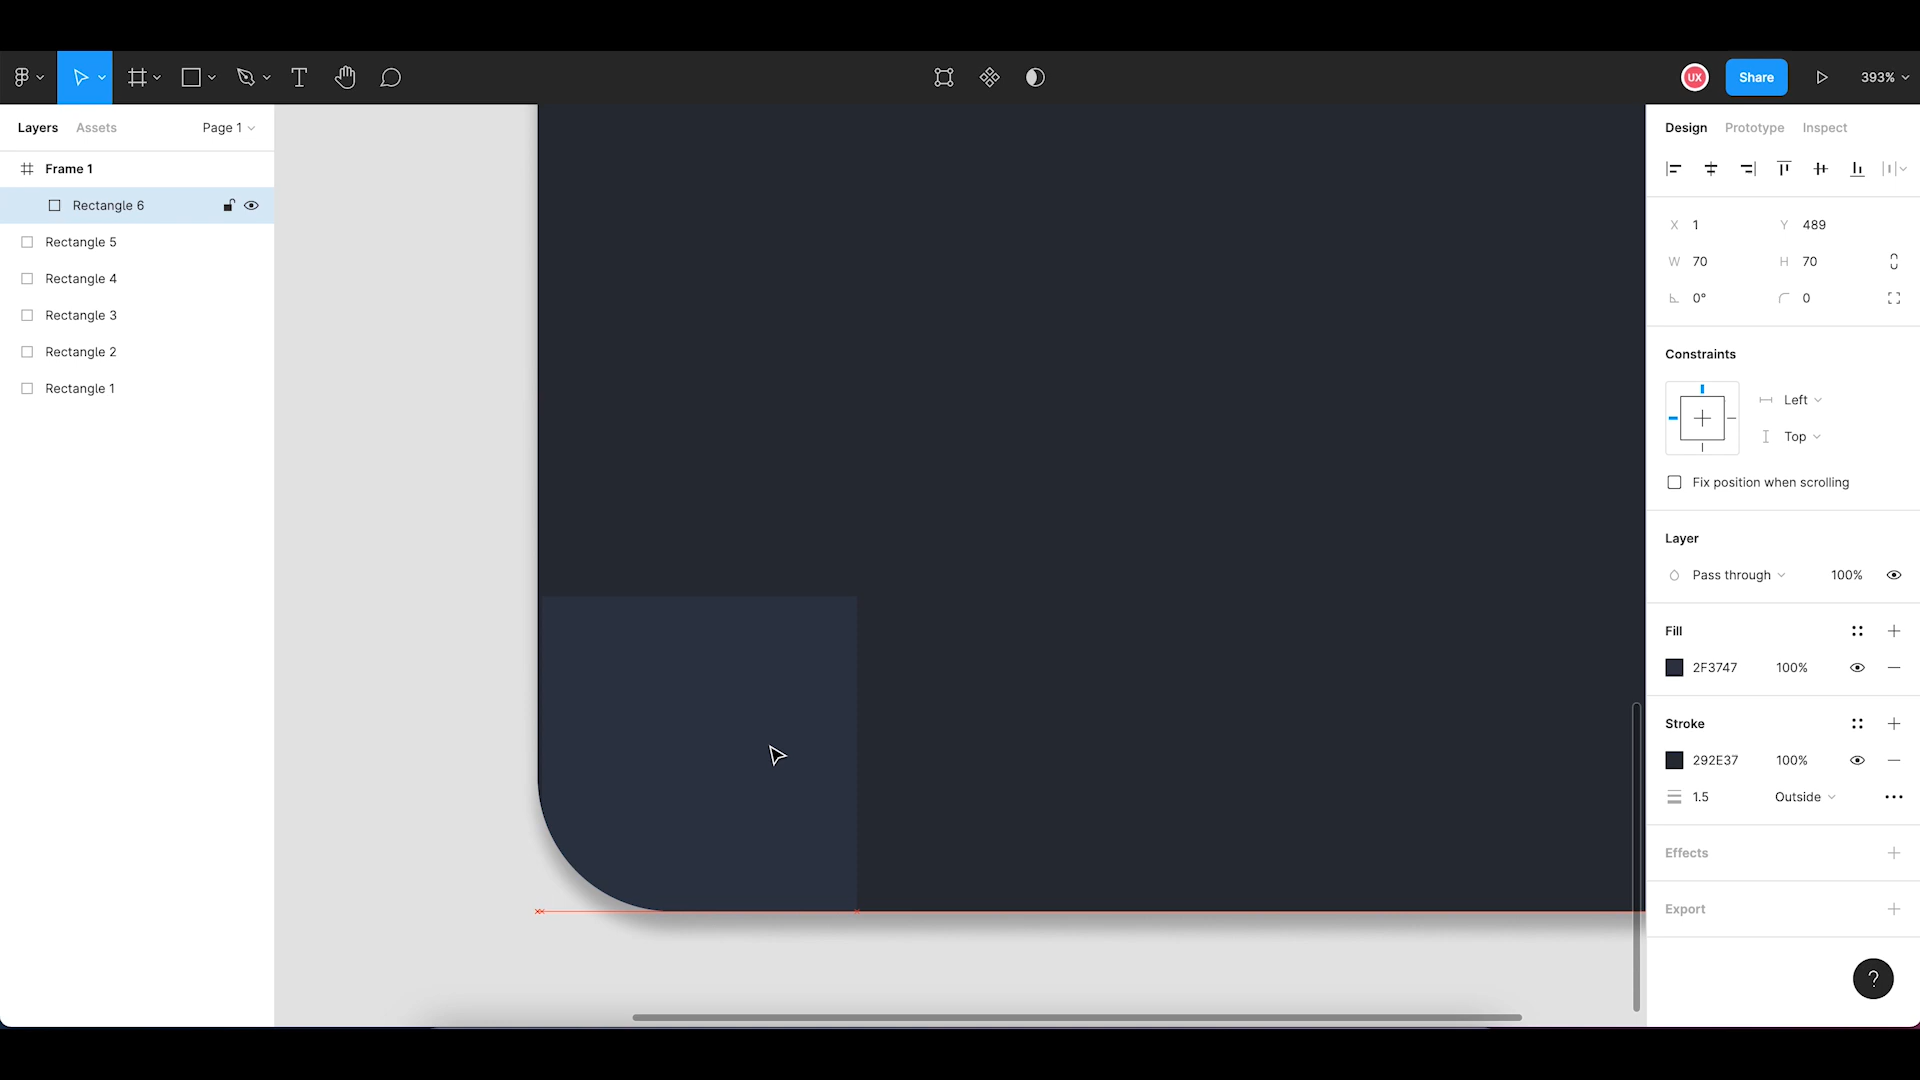 UX
Share
393%
Layers
Assets
Page 1
Frame 1
Rectangle 6
Rectangle 5
Rectangle 4
Rectangle 3
Rectangle 2
Rectangle 1
Design
Prototype
Inspect
X 1
Y 489
W 70
H 70
0°
0
Constraints
Left
Top
Fix position when scrolling
Layer
Pass through
100%
Fill
2F3747
100%
Stroke
292E37
100%
1.5
Outside
Effects
Export
?